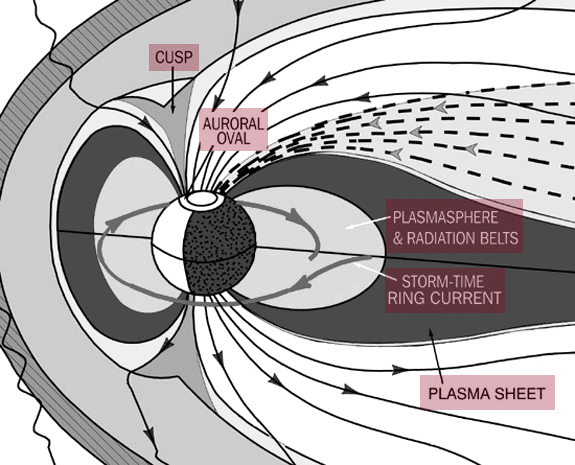 CUSP
AURORAL
OVAL
PLASMASPHERE
& RADIATION BELTS
STORM-TIME
RING CURRENT
PLASMA SHEET